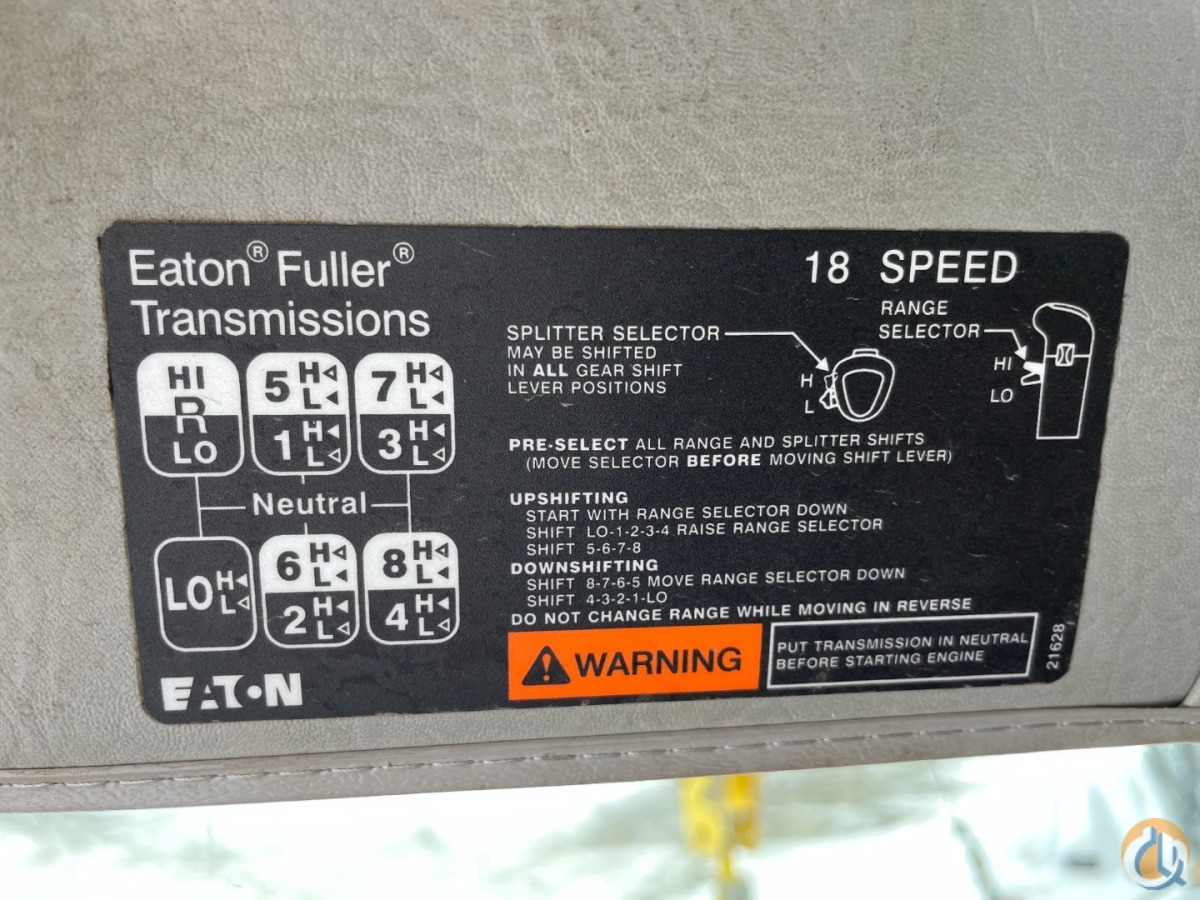 Eaton® Fuller®
Transmissions
18 SPEED
HI
R
LO
5 H L
1 H L
7 H L
3 H L
Neutral
LO H L
6 H L
2 H L
8 H L
4 H L
EATON
SPLITTER SELECTOR
MAY BE SHIFTED
IN ALL GEAR SHIFT
LEVER POSITIONS
H
L
RANGE
SELECTOR
HI
LO
PRE-SELECT ALL RANGE AND SPLITTER SHIFTS
(MOVE SELECTOR BEFORE MOVING SHIFT LEVER)
UPSHIFTING
START WITH RANGE SELECTOR DOWN
SHIFT LO-1-2-3-4 RAISE RANGE SELECTOR
SHIFT 5-6-7-8
DOWNSHIFTING
SHIFT 8-7-6-5 MOVE RANGE SELECTOR DOWN
SHIFT 4-3-2-1-LO
DO NOT CHANGE RANGE WHILE MOVING IN REVERSE
WARNING
PUT TRANSMISSION IN NEUTRAL
BEFORE STARTING ENGINE
21628